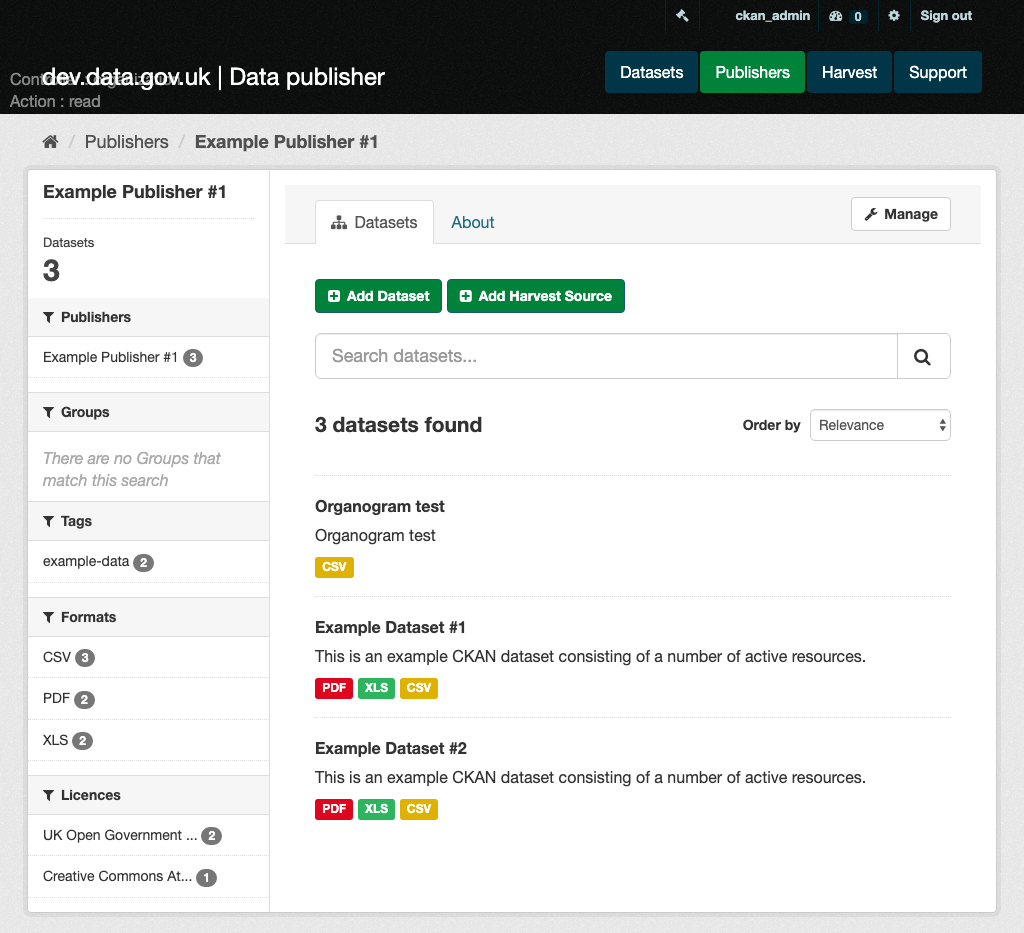 ckan_admin 0 Sign out
dev.data.gov.uk | Data publisher
Action : read
Datasets Publishers Harvest Support
/ Publishers / Example Publisher #1
Example Publisher #1
Datasets
3
Publishers
Example Publisher #1 3
Groups
There are no Groups that
match this search
Tags
example-data 2
Formats
CSV 3
PDF 2
XLS 2
Licences
UK Open Government ... 2
Creative Commons At... 1
Datasets About Manage
Add Dataset Add Harvest Source
Search datasets...
3 datasets found
Order by Relevance
Organogram test
Organogram test
CSV
Example Dataset #1
This is an example CKAN dataset consisting of a number of active resources.
PDF XLS CSV
Example Dataset #2
This is an example CKAN dataset consisting of a number of active resources.
PDF XLS CSV